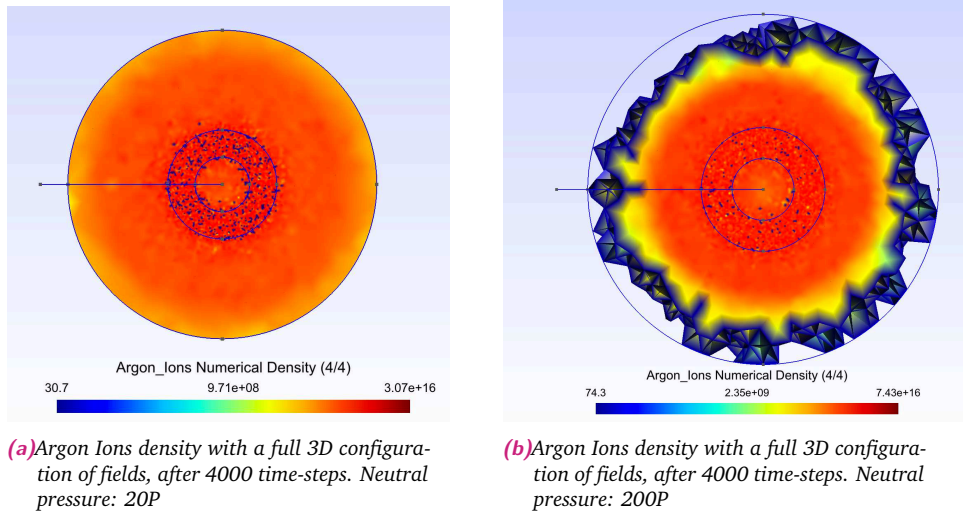 Argon_Ions Numerical Density (4/4)
30.7 9.71e+08 3.07e+16
(a)Argon Ions density with a full 3D configura-
tion of fields, after 4000 time-steps. Neutral
pressure: 20P
Argon_Ions Numerical Density (4/4)
74.3 2.35e+09 7.43e+16
(b)Argon Ions density with a full 3D configura-
tion of fields, after 4000 time-steps. Neutral
pressure: 200P